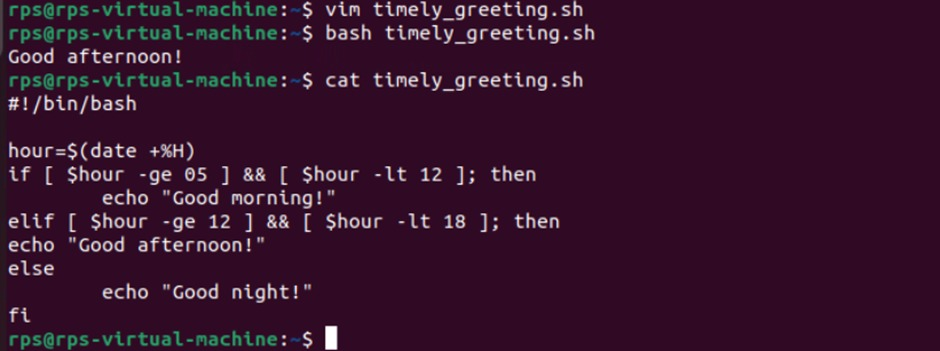 rps@rps-virtual-machine:~$ vim timely_greeting.sh
rps@rps-virtual-machine:~$ bash timely_greeting.sh
Good afternoon!
rps@rps-virtual-machine:~$ cat timely_greeting.sh
#!/bin/bash

hour=$(date +%H)
if [ $hour -ge 05 ] && [ $hour -lt 12 ]; then
        echo "Good morning!"
elif [ $hour -ge 12 ] && [ $hour -lt 18 ]; then
echo "Good afternoon!"
else
        echo "Good night!"
fi
rps@rps-virtual-machine:~$